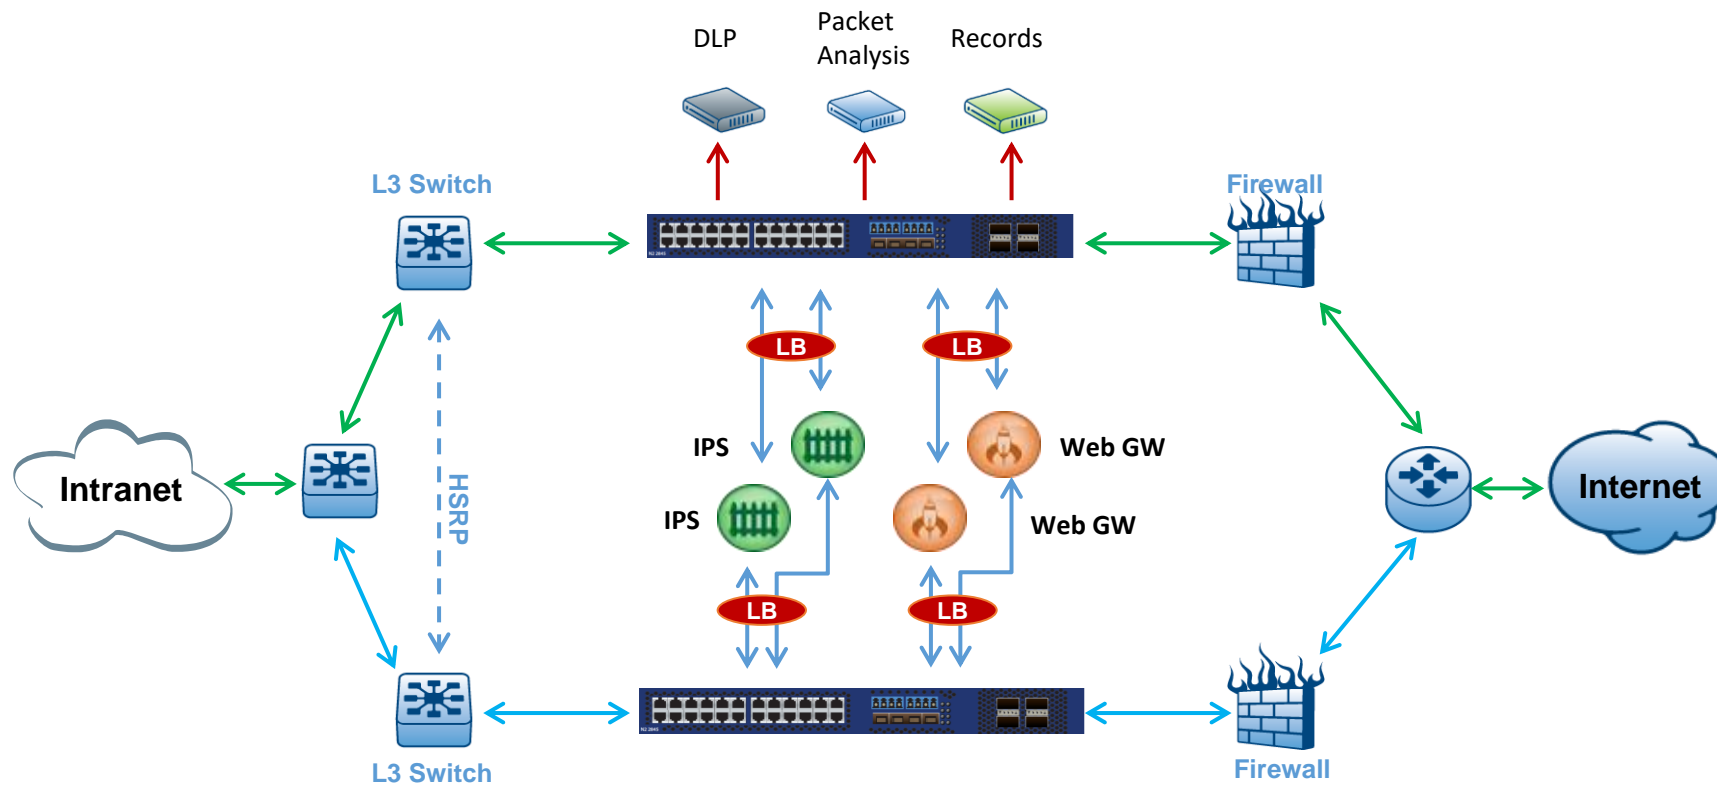 DLP
Packet
Analysis
Records
L3 Switch
Firewall
LB
LB
IPS
Web GW
Intranet
HSRP
Internet
IPS
Web GW
LB
LB
L3 Switch
Firewall